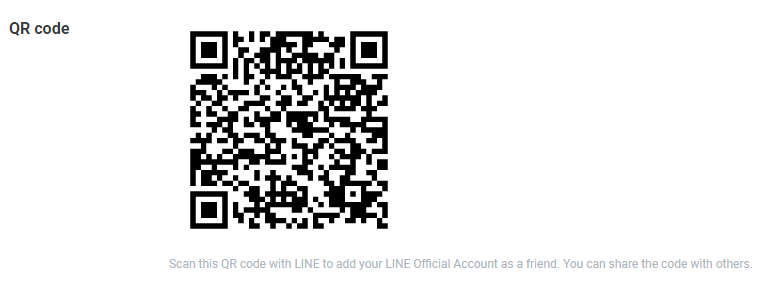 QR code
Scan this QR code with LINE to add your LINE Official Account as a friend. You can share the code with others.